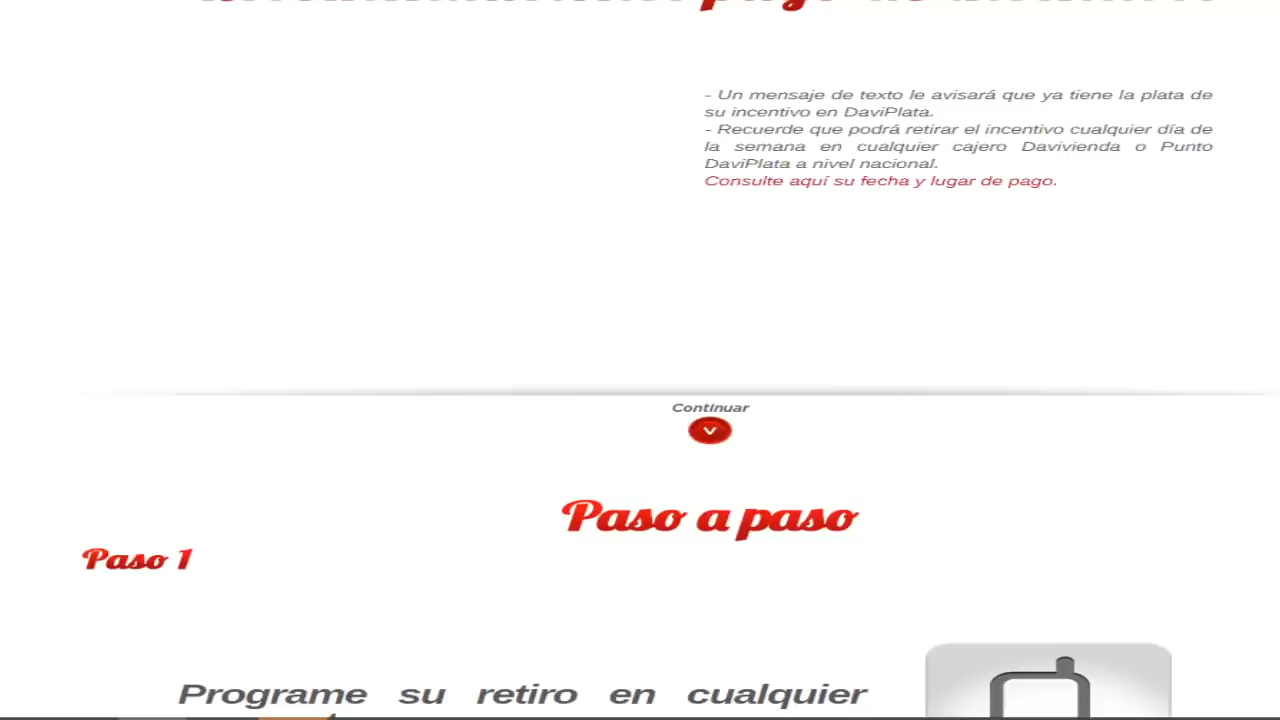 - Un mensaje de texto le avisará que ya tiene la plata de
su incentivo en DaviPlata.
- Recuerde que podrá retirar el incentivo cualquier día de
la semana en cualquier cajero Davivienda o Punto
DaviPlata a nivel nacional.
Consulte aquí su fecha y lugar de pago.
Continuar
Paso a paso
Paso 1
Programe su retiro en cualquier